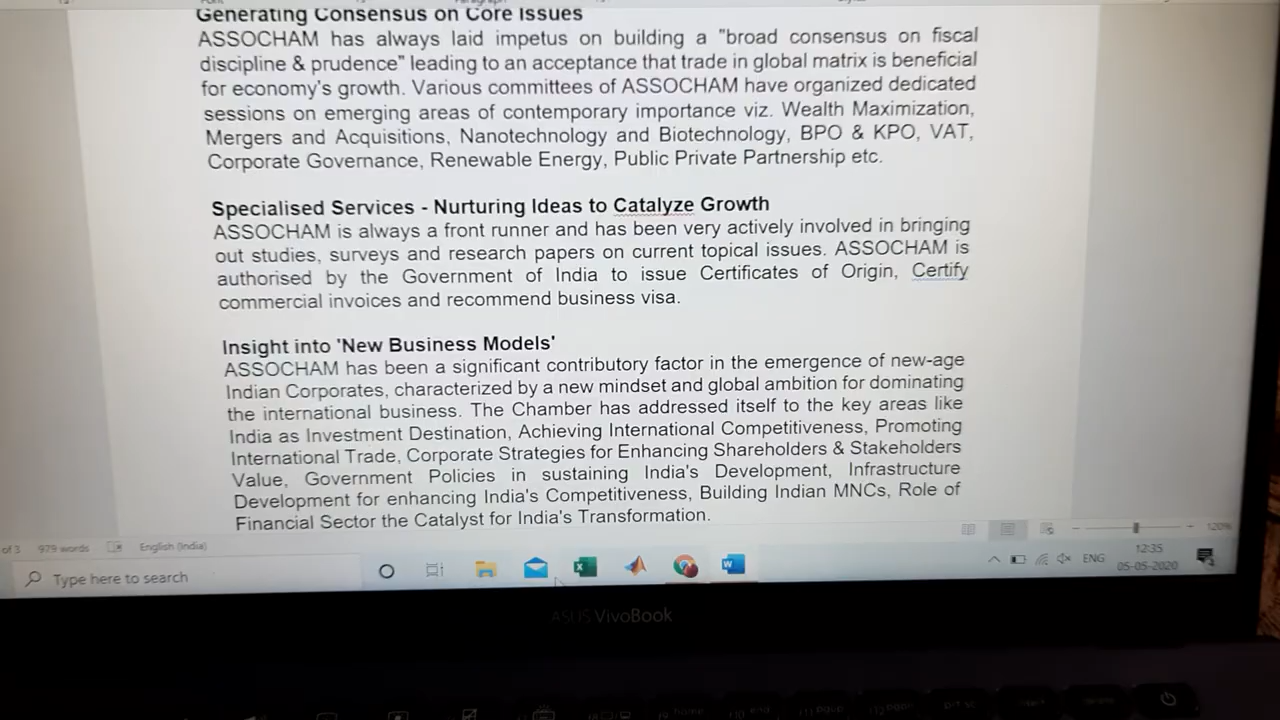 Generating Consensus on Core Issues
ASSOCHAM has always laid impetus on building a "broad consensus on fiscal
discipline & prudence" leading to an acceptance that trade in global matrix is beneficial
for economy's growth. Various committees of ASSOCHAM have organized dedicated
sessions on emerging areas of contemporary importance viz. Wealth Maximization,
Mergers and Acquisitions, Nanotechnology and Biotechnology, BPO & KPO, VAT,
Corporate Governance, Renewable Energy, Public Private Partnership etc.
Specialised Services - Nurturing Ideas to Catalyze Growth
ASSOCHAM is always a front runner and has been very actively involved in bringing
out studies, surveys and research papers on current topical issues. ASSOCHAM is
authorised by the Government of India to issue Certificates of Origin, Certify
commercial invoices and recommend business visa.
Insight into 'New Business Models'
ASSOCHAM has been a significant contributory factor in the emergence of new-age
Indian Corporates, characterized by a new mindset and global ambition for dominating
the international business. The Chamber has addressed itself to the key areas like
India as Investment Destination, Achieving International Competitiveness, Promoting
International Trade, Corporate Strategies for Enhancing Shareholders & Stakeholders
Value, Government Policies in sustaining India's Development, Infrastructure
Development for enhancing India's Competitiveness, Building Indian MNCs, Role of
Financial Sector the Catalyst for India's Transformation.
of 3 979 words English (India) 120%
Type here to search
ENG 12:35
05-05-2020
ASUS VivoBook